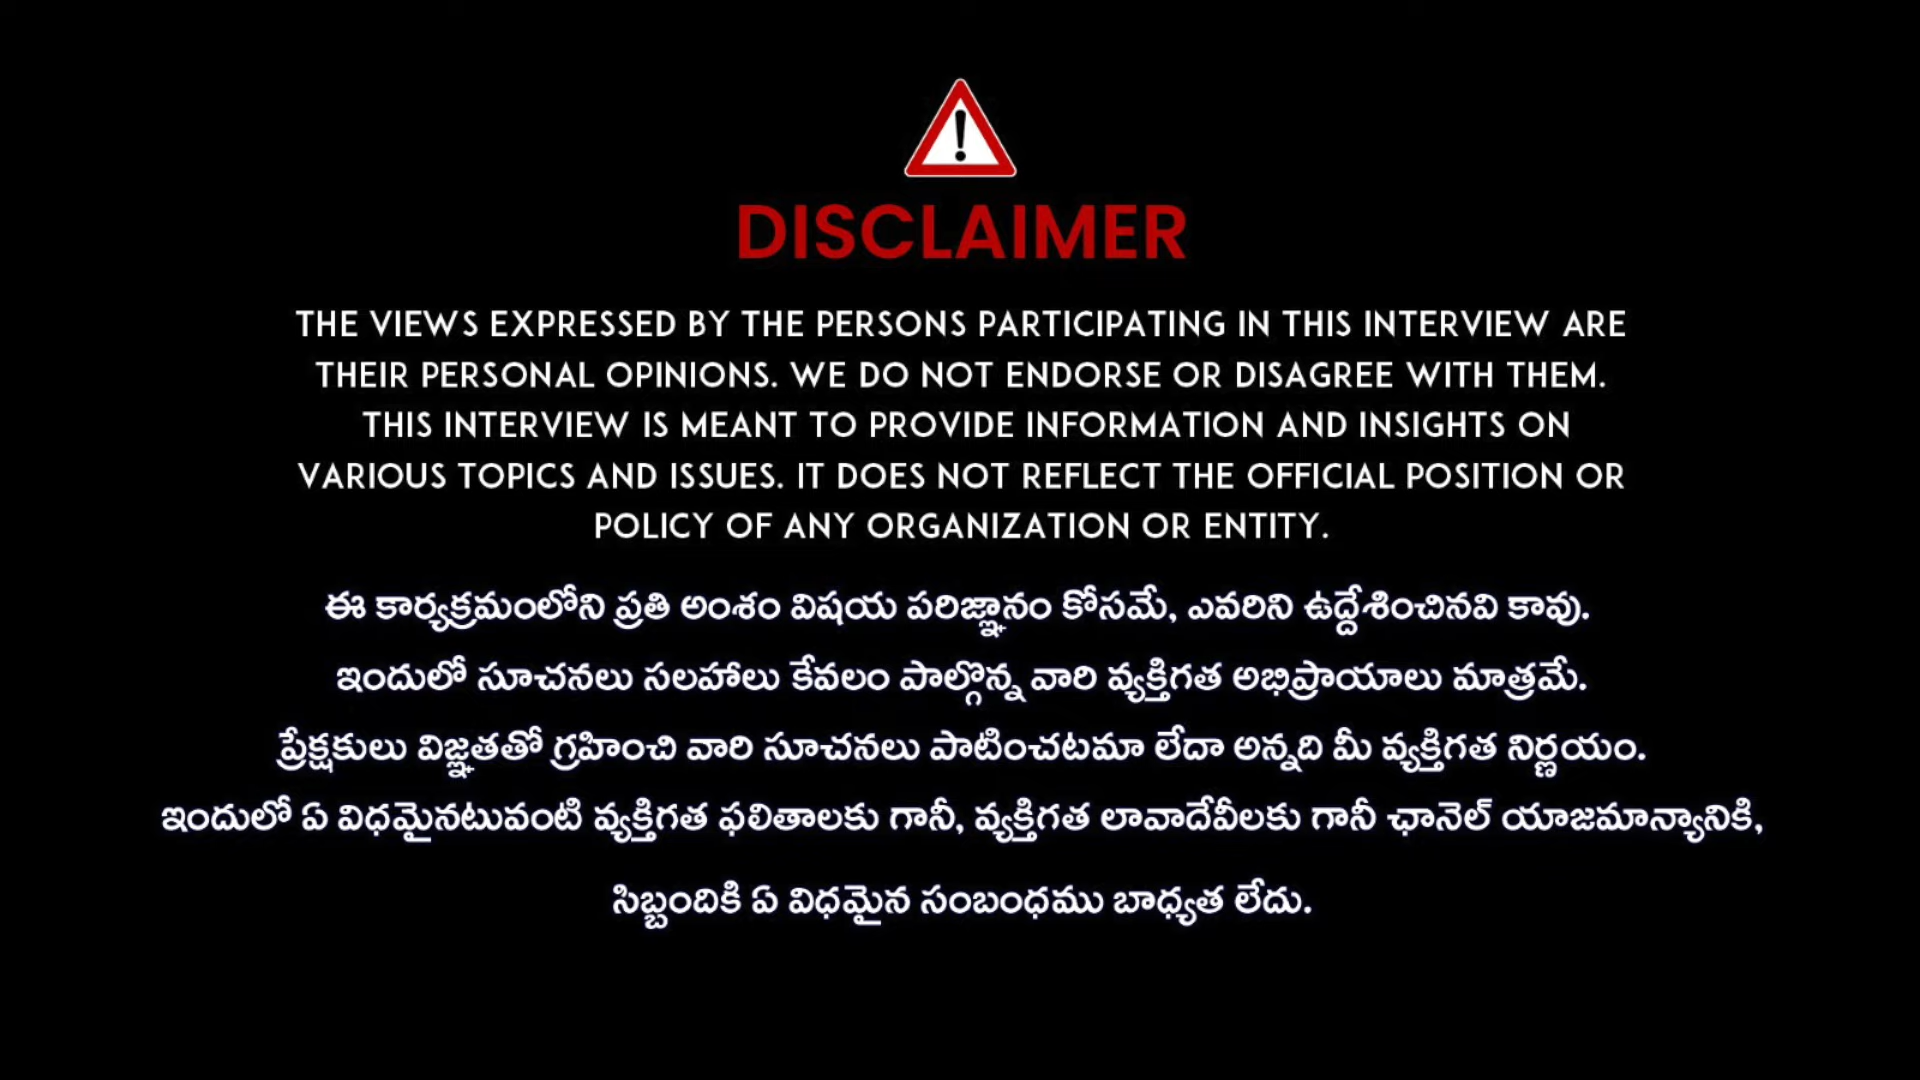 DISCLAIMER
THE VIEWS EXPRESSED BY THE PERSONS PARTICIPATING IN THIS INTERVIEW ARE
THEIR PERSONAL OPINIONS. WE DO NOT ENDORSE OR DISAGREE WITH THEM.
THIS INTERVIEW IS MEANT TO PROVIDE INFORMATION AND INSIGHTS ON
VARIOUS TOPICS AND ISSUES. IT DOES NOT REFLECT THE OFFICIAL POSITION OR
POLICY OF ANY ORGANIZATION OR ENTITY.
ఈ కార్యక్రమంలోని ప్రతి అంశం విషయ పరిజ్ఞానం కోసమే, ఎవరిని ఉద్దేశించినవి కావు.
ఇందులో సూచనలు సలహాలు కేవలం పాల్గొన్న వారి వ్యక్తిగత అభిప్రాయాలు మాత్రమే.
ప్రేక్షకులు విజ్ఞతతో గ్రహించి వారి సూచనలు పాటించటమా లేదా అన్నది మీ వ్యక్తిగత నిర్ణయం.
ఇందులో ఏ విధమైనటువంటి వ్యక్తిగత ఫలితాలకు గానీ, వ్యక్తిగత లావాదేవీలకు గానీ ఛానెల్ యాజమాన్యానికి,
సిబ్బందికి ఏ విధమైన సంబంధము బాధ్యత లేదు.